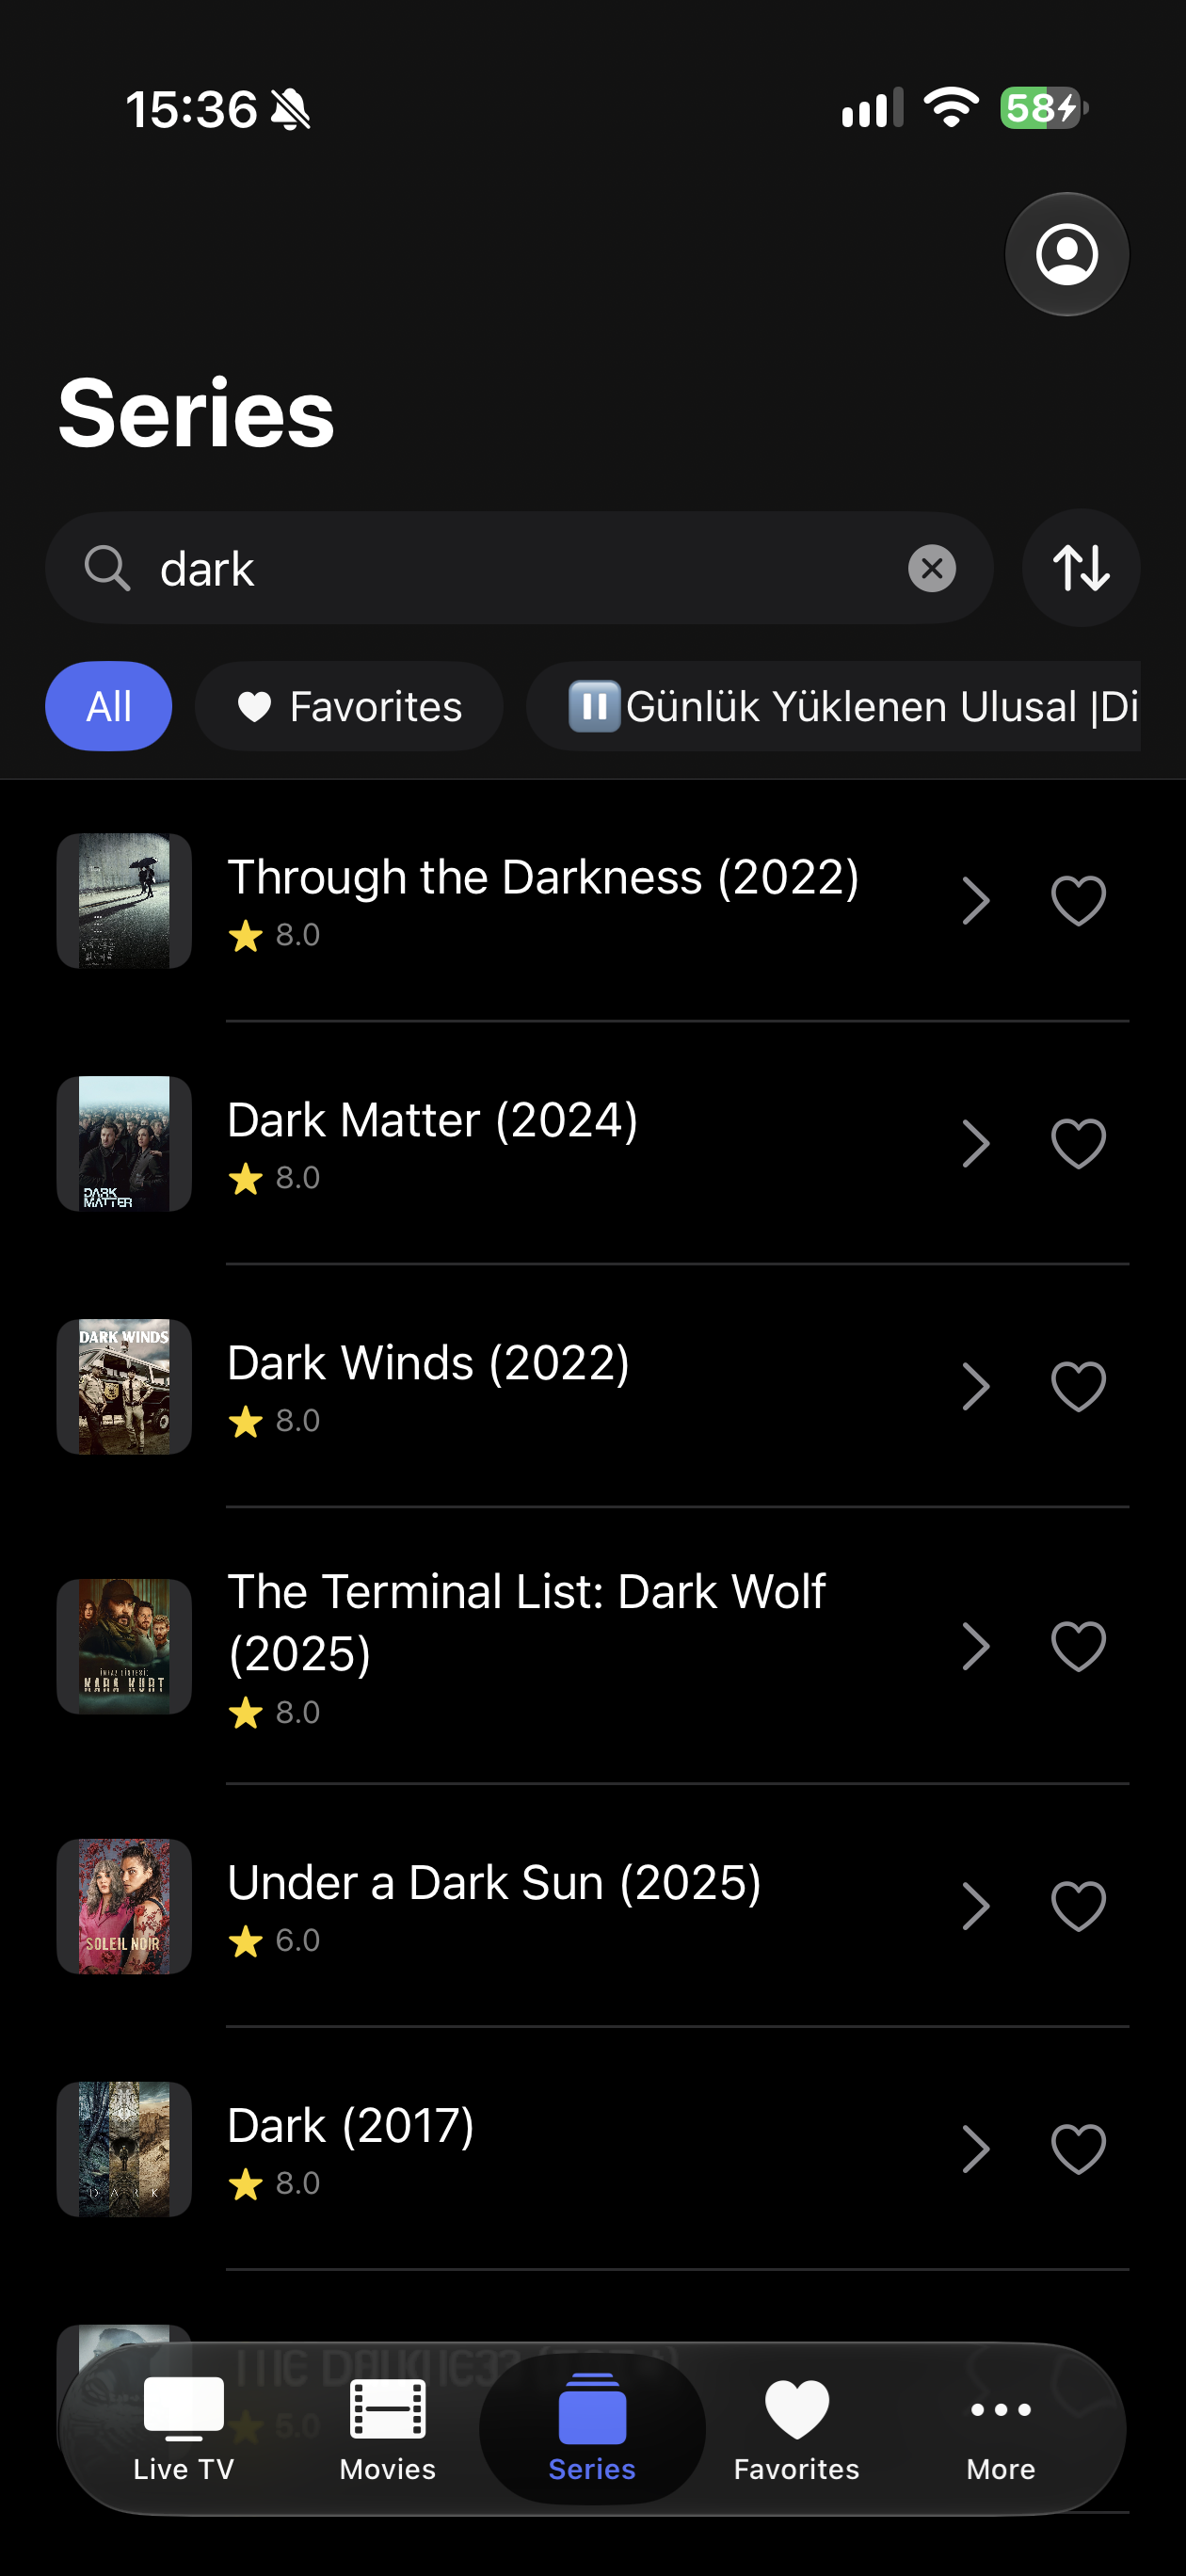 15:36
58
Series
dark
All
Favorites
Günlük Yüklenen Ulusal |Di
Through the Darkness (2022)
8.0
DARK
MATTER
Dark Matter (2024)
8.0
DARK WINDS
Dark Winds (2022)
8.0
The Terminal List: Dark Wolf
(2025)
8.0
KARA KURT
Under a Dark Sun (2025)
6.0
SOLEIL NOIR
Dark (2017)
8.0
DARK
5.0
Live TV
Movies
Series
Favorites
More